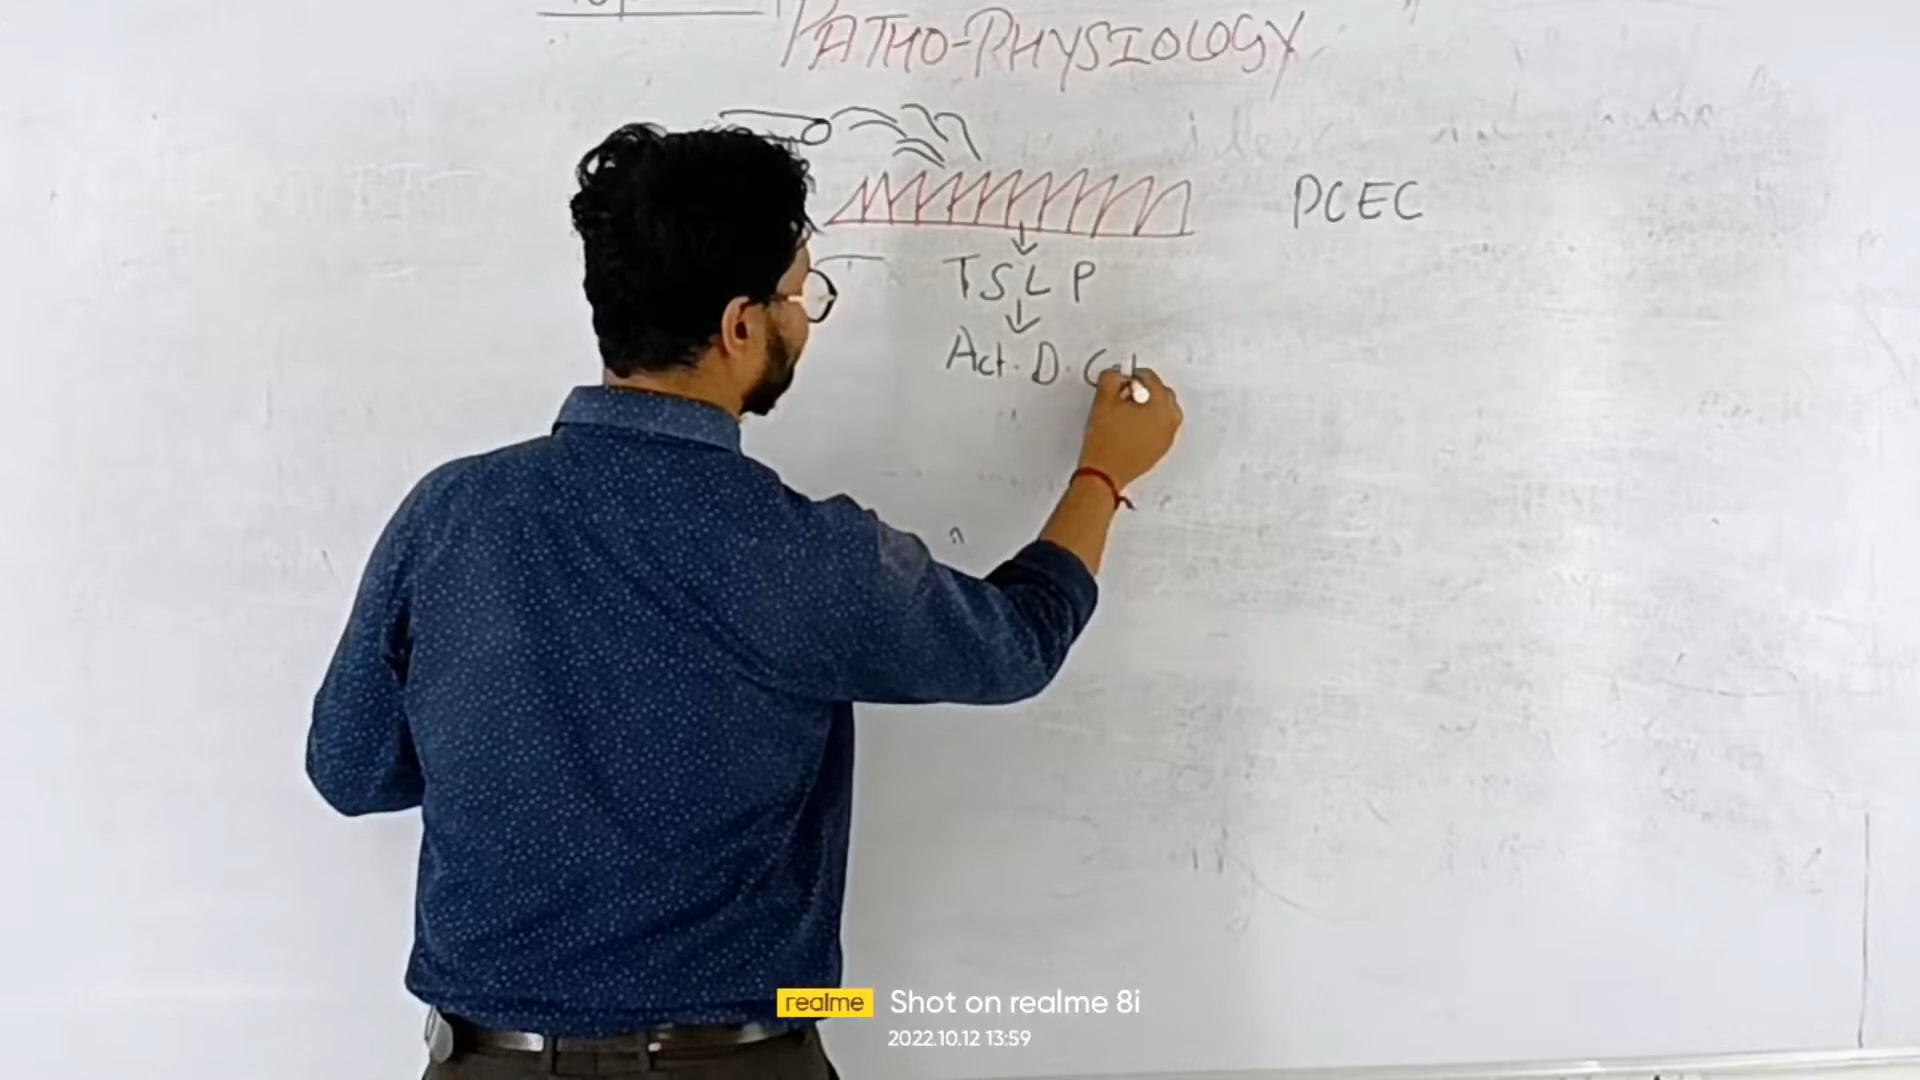 PATHO-PHYSIOLOGY
PCEC
TSLP
Act. D.
realme Shot on realme 8i
2022.10.12 13:59